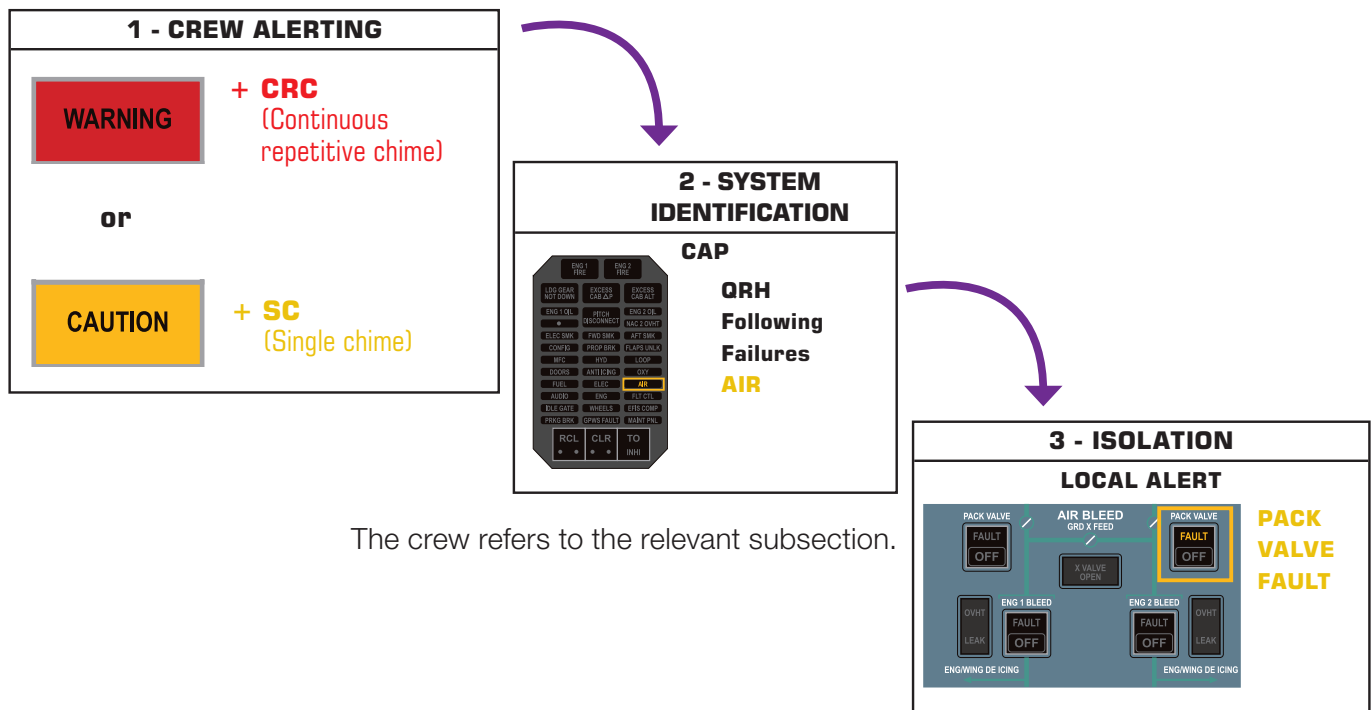 1 - CREW ALERTING
WARNING
+ CRC
(Continuous
repetitive chime)
or
CAUTION
+ SC
(Single chime)
2 - SYSTEM
IDENTIFICATION
CAP
ENG 1 FIRE
ENG 2 FIRE
LDG GEAR NOT DOWN
EXCESS CAB ΔP
EXCESS CAB ALT
ENG 1 OIL
PITCH DISCONNECT
ENG 2 OIL
NAC 2 OVHT
ELEC SMK
FWD SMK
AFT SMK
CONFIG
PROP BRK
FLAPS UNLK
MFC
HYD
LOOP
DOORS
ANTI ICING
OXY
FUEL
ELEC
AIR
AUDIO
ENG
FLT CTL
IDLE GATE
WHEELS
EFIS COMP
PRKG BRK
GPWS FAULT
MAINT PNL
RCL
CLR
TO
INHI
QRH
Following
Failures
AIR
The crew refers to the relevant subsection.
3 - ISOLATION
LOCAL ALERT
PACK VALVE
FAULT
OFF
AIR BLEED
GRD X FEED
X VALVE
OPEN
PACK VALVE
FAULT
OFF
OVHT
LEAK
ENG 1 BLEED
FAULT
OFF
ENG 2 BLEED
FAULT
OFF
OVHT
LEAK
ENG/WING DE ICING
ENG/WING DE ICING
PACK
VALVE
FAULT